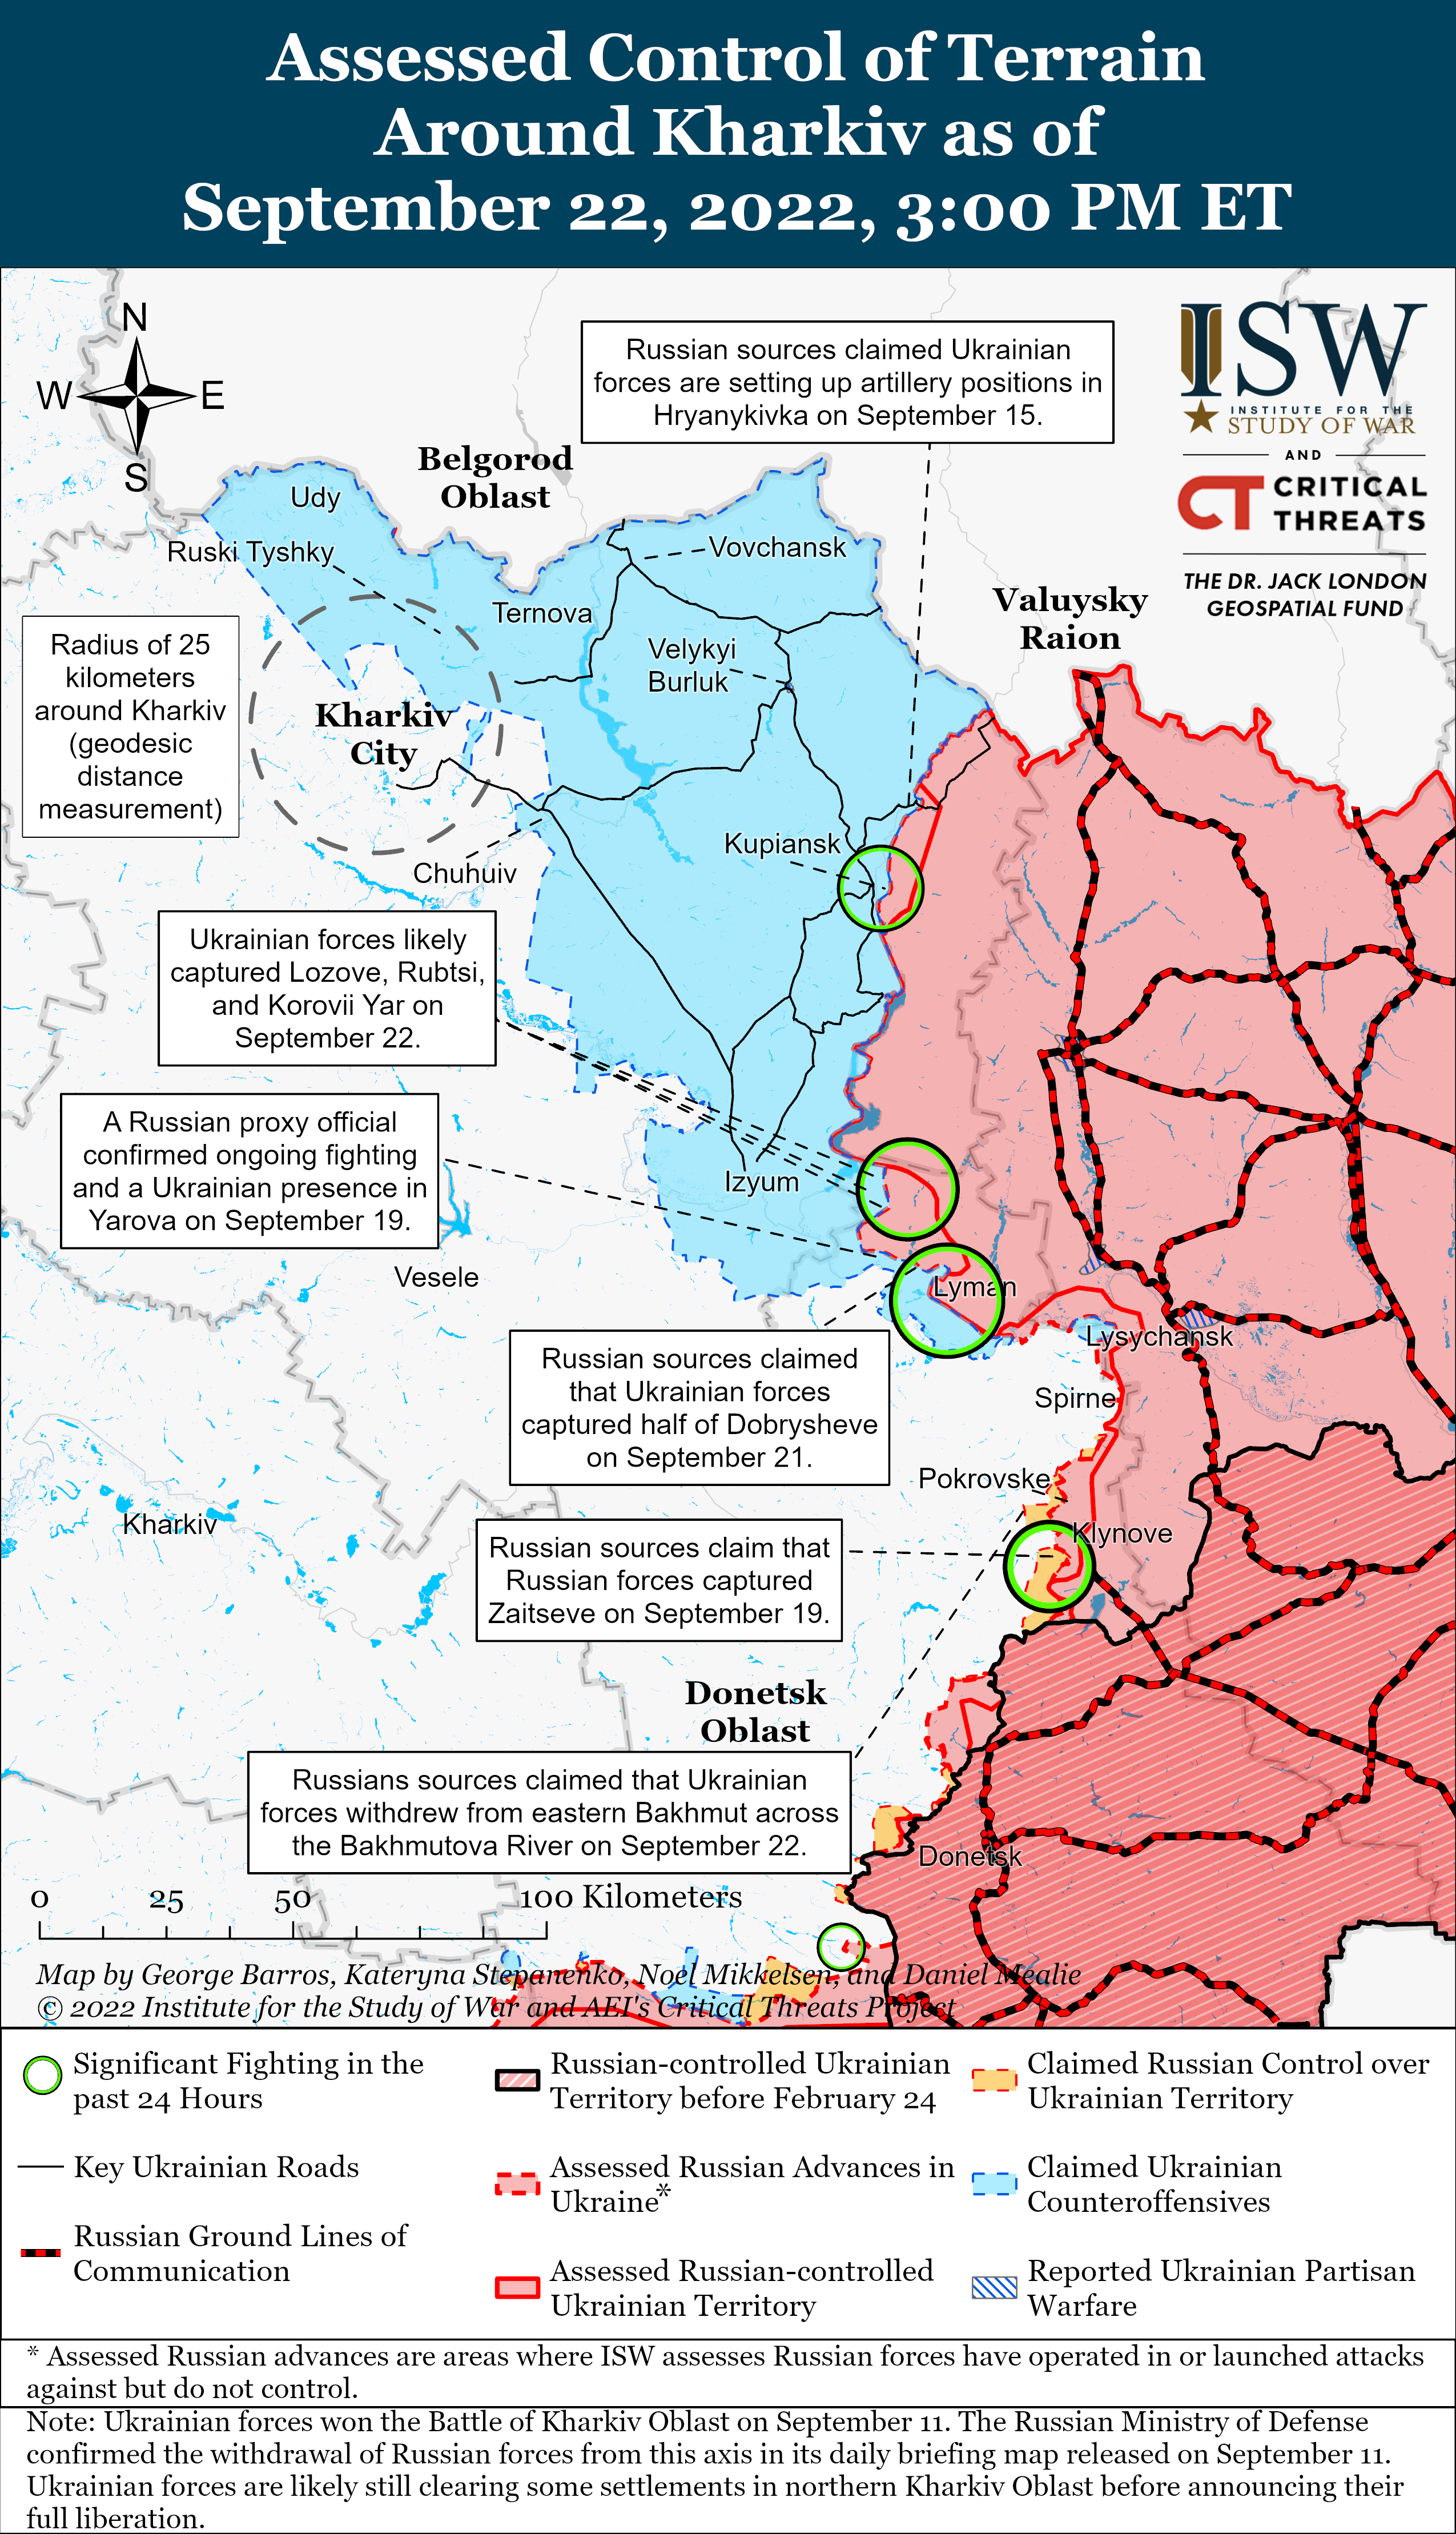 Assessed Control of Terrain
Around Kharkiv as of
September 22, 2022, 3:00 PM ET
N
W
E
S
Russian sources claimed Ukrainian
forces are setting up artillery positions in
Hryanykivka on September 15.
ISW
INSTITUTE FOR THE
STUDY OF WAR
AND
CT CRITICAL
THREATS
THE DR. JACK LONDON
GEOSPATIAL FUND
Belgorod
Oblast
Udy
Ruski Tyshky
Vovchansk
Ternova
Valuysky
Raion
Radius of 25
kilometers
around Kharkiv
(geodesic
distance
measurement)
Velykyi
Burluk
Kharkiv
City
Kupiansk
Chuhuiv
Ukrainian forces likely
captured Lozove, Rubtsi,
and Korovii Yar on
September 22.
A Russian proxy official
confirmed ongoing fighting
and a Ukrainian presence in
Yarova on September 19.
Izyum
Vesele
Lyman
Lysychansk
Russian sources claimed
that Ukrainian forces
captured half of Dobrysheve
on September 21.
Spirne
Pokrovske
Kharkiv
Klynove
Russian sources claim that
Russian forces captured
Zaitseve on September 19.
Donetsk
Oblast
Russians sources claimed that Ukrainian
forces withdrew from eastern Bakhmut across
the Bakhmutova River on September 22.
Donetsk
0 25 50 100 Kilometers
Map by George Barros, Kateryna Stepanenko, Noel Mikkelsen, and Daniel Mealie
© 2022 Institute for the Study of War and AEI's Critical Threats Project
Significant Fighting in the
past 24 Hours
Key Ukrainian Roads
Russian Ground Lines of
Communication
Russian-controlled Ukrainian
Territory before February 24
Assessed Russian Advances in
Ukraine*
Assessed Russian-controlled
Ukrainian Territory
Claimed Russian Control over
Ukrainian Territory
Claimed Ukrainian
Counteroffensives
Reported Ukrainian Partisan
Warfare
* Assessed Russian advances are areas where ISW assesses Russian forces have operated in or launched attacks
against but do not control.
Note: Ukrainian forces won the Battle of Kharkiv Oblast on September 11. The Russian Ministry of Defense
confirmed the withdrawal of Russian forces from this axis in its daily briefing map released on September 11.
Ukrainian forces are likely still clearing some settlements in northern Kharkiv Oblast before announcing their
full liberation.